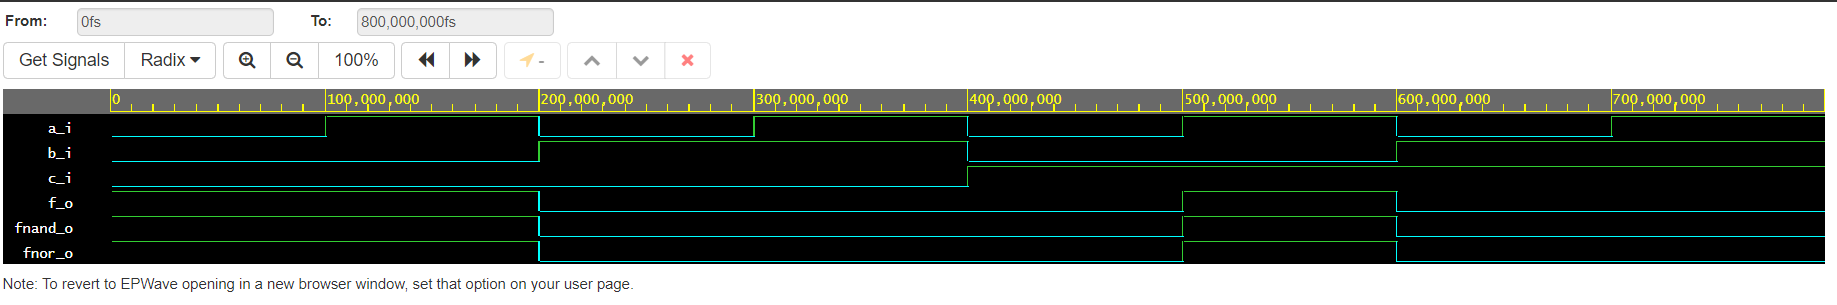 From: 0fs To: 800,000,000fs
Get Signals Radix 100% -
0 100,000,000 200,000,000 300,000,000 400,000,000 500,000,000 600,000,000 700,000,000
a_i
b_i
c_i
f_o
fnand_o
fnor_o
Note: To revert to EPWave opening in a new browser window, set that option on your user page.